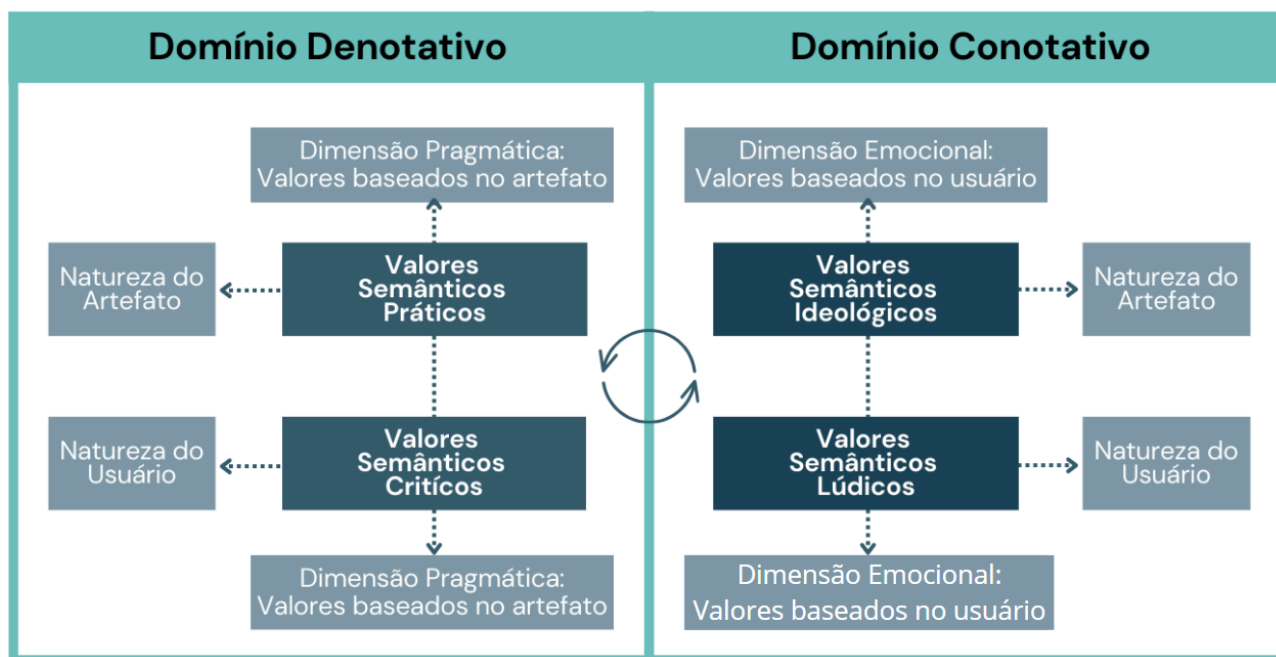 Domínio Denotativo
Domínio Conotativo
Dimensão Pragmática:
Valores baseados no artefato
Dimensão Emocional:
Valores baseados no usuário
Natureza do
Artefato
Valores
Semânticos
Práticos
Valores
Semânticos
Ideológicos
Natureza do
Artefato
Natureza do
Usuário
Valores
Semânticos
Critícos
Valores
Semânticos
Lúdicos
Natureza do
Usuário
Dimensão Pragmática:
Valores baseados no artefato
Dimensão Emocional:
Valores baseados no usuário